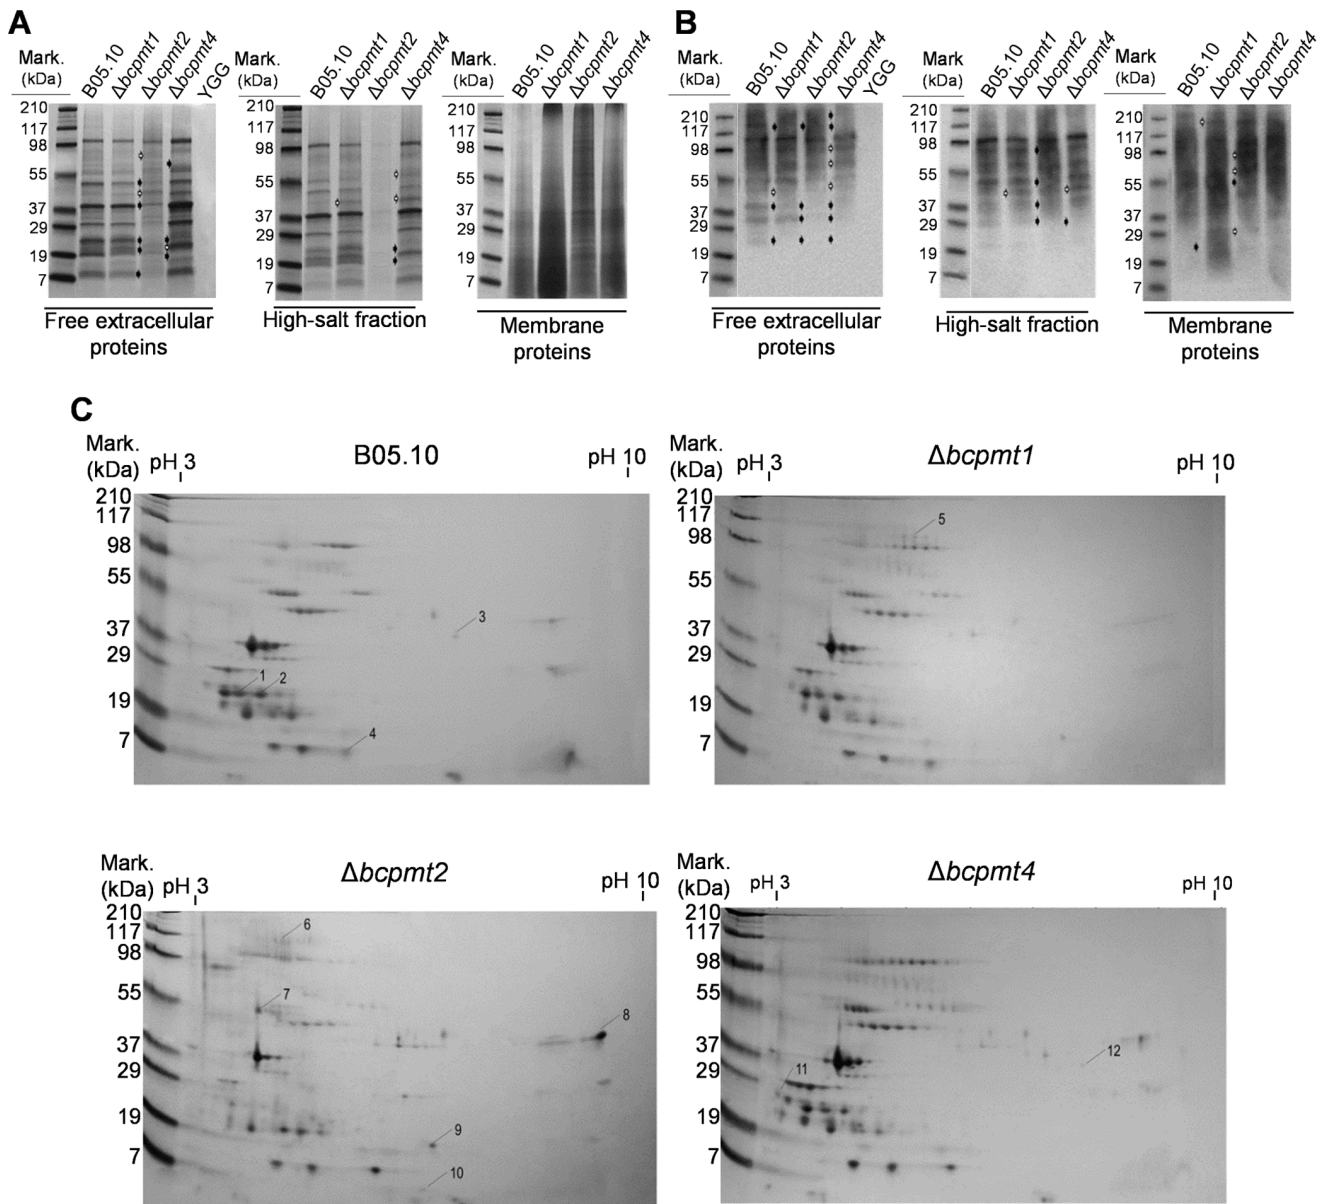 A
Mark.
(kDa)
B05.10
Δbcpmt1
Δbcpmt2
Δbcpmt4
YGG
210
117
98
55
37
29
19
7
Free extracellular
proteins
Mark.
(kDa)
B05.10
Δbcpmt1
Δbcpmt2
Δbcpmt4
210
117
98
55
37
29
19
7
High-salt fraction
Mark.
(kDa)
B05.10
Δbcpmt1
Δbcpmt2
Δbcpmt4
210
117
98
55
37
29
19
7
Membrane
proteins
B
Mark.
(kDa)
B05.10
Δbcpmt1
Δbcpmt2
Δbcpmt4
YGG
210
117
98
55
37
29
19
7
Free extracellular
proteins
Mark
(kDa)
B05.10
Δbcpmt1
Δbcpmt2
Δbcpmt4
210
117
98
55
37
29
19
7
High-salt fraction
Mark.
(kDa)
B05.10
Δbcpmt1
Δbcpmt2
Δbcpmt4
210
117
98
55
37
29
19
7
Membrane
proteins
C
Mark.
(kDa)
pH 3
B05.10
pH 10
210
117
98
55
37
29
19
7
1
2
3
4
Mark.
(kDa)
pH 3
Δbcpmt1
pH 10
210
117
98
55
37
29
19
7
5
Mark.
(kDa)
pH 3
Δbcpmt2
pH 10
210
117
98
55
37
29
19
7
6
7
8
9
10
Mark.
(kDa)
pH 3
Δbcpmt4
pH 10
210
117
98
55
37
29
19
7
11
12